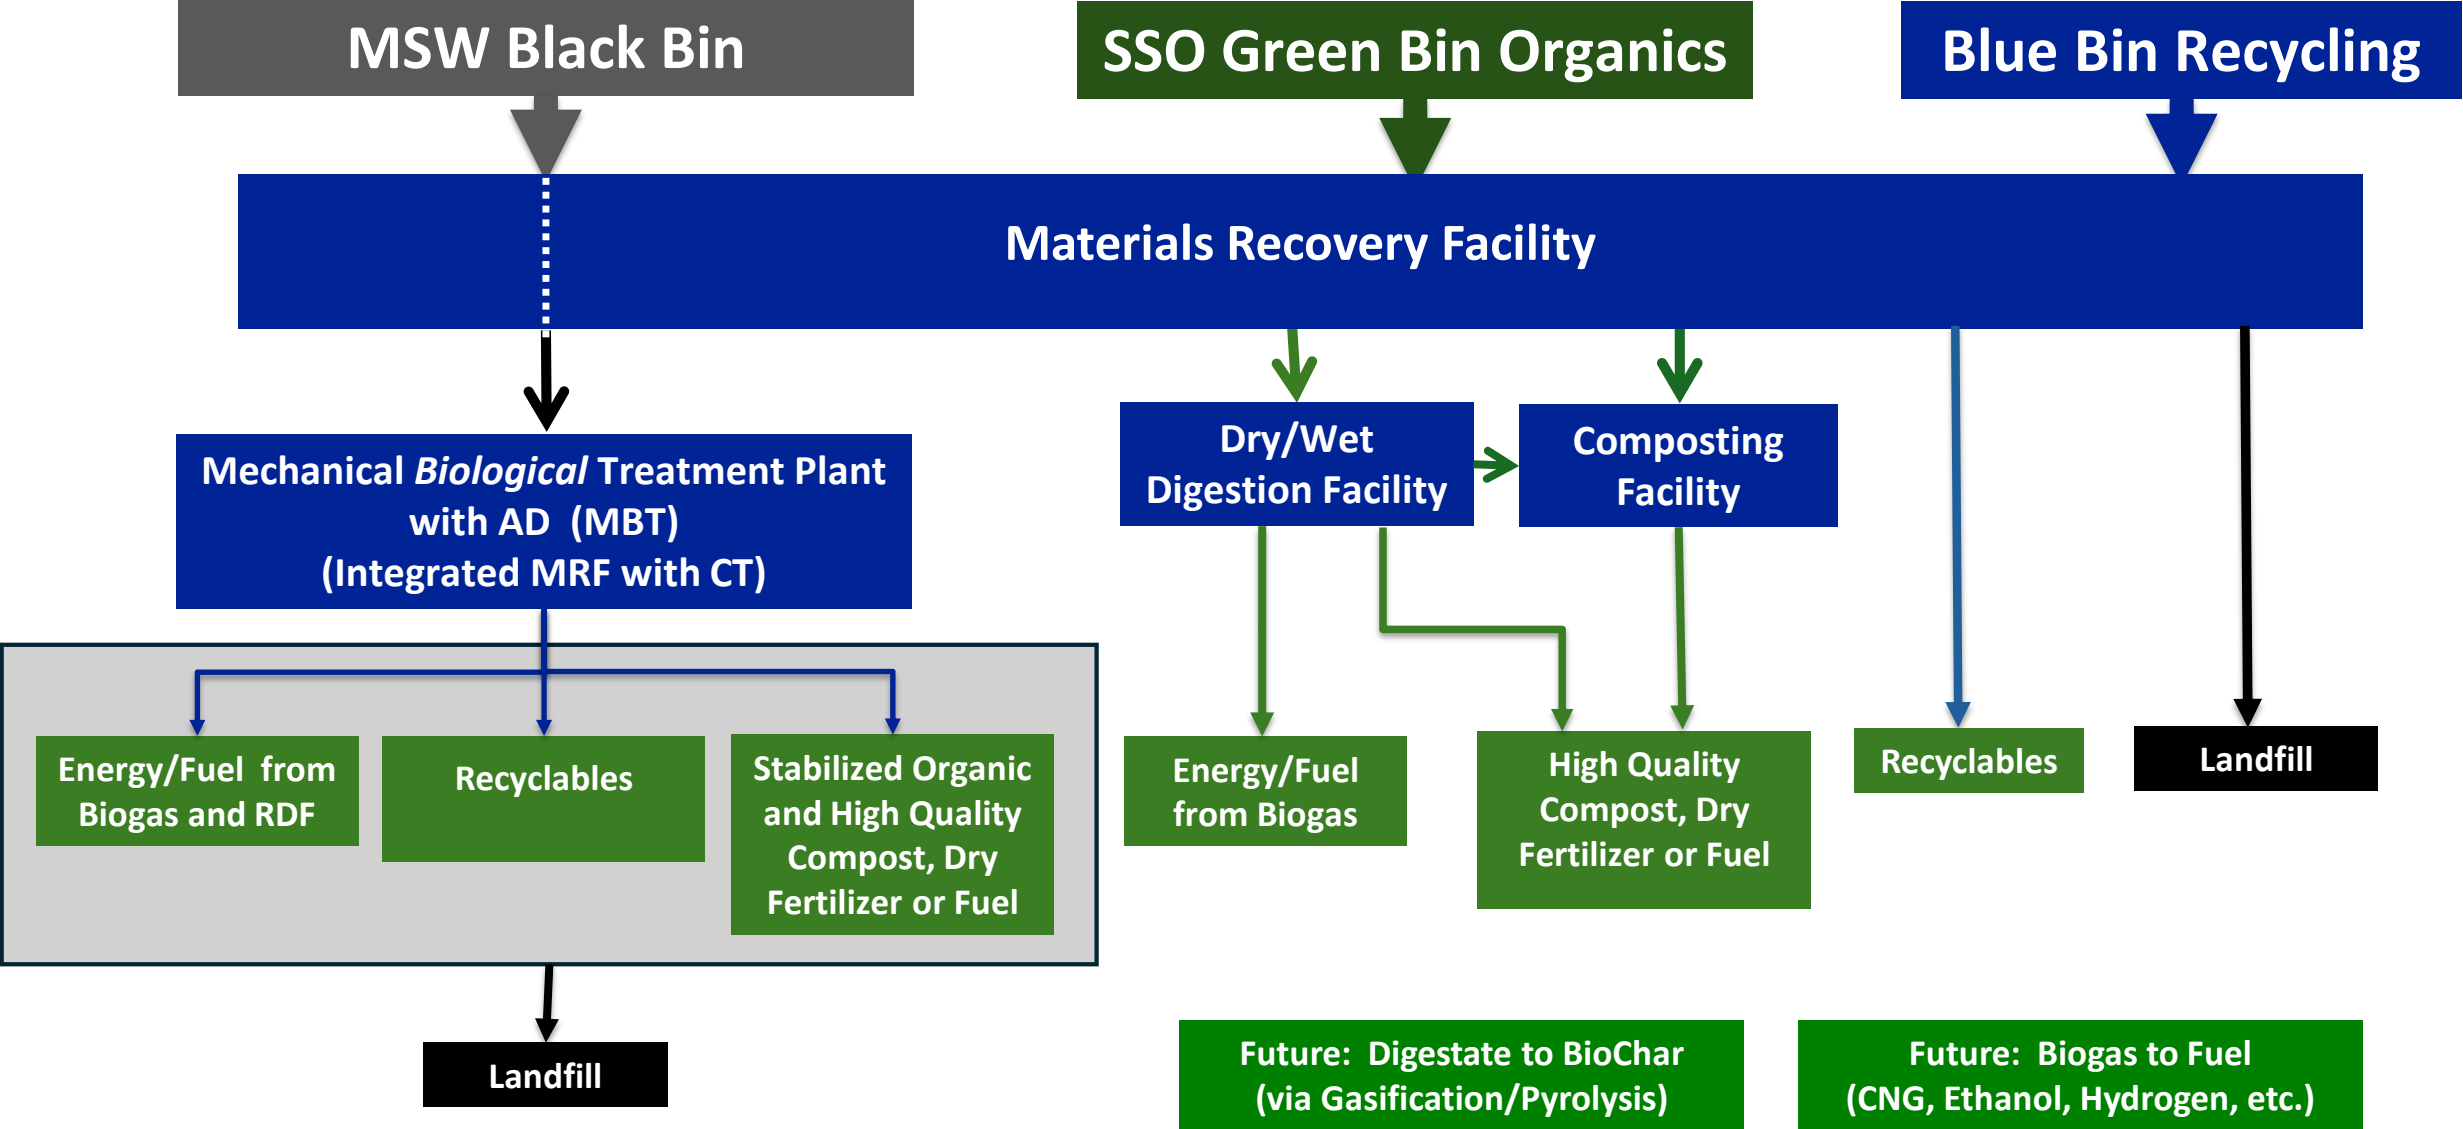 MSW Black Bin
SSO Green Bin Organics
Blue Bin Recycling
Materials Recovery Facility
Mechanical Biological Treatment Plant
with AD (MBT)
(Integrated MRF with CT)
Dry/Wet
Digestion Facility
Composting
Facility
Energy/Fuel from
Biogas and RDF
Recyclables
Stabilized Organic
and High Quality
Compost, Dry
Fertilizer or Fuel
Energy/Fuel
from Biogas
High Quality
Compost, Dry
Fertilizer or Fuel
Recyclables
Landfill
Landfill
Future: Digestate to BioChar
(via Gasification/Pyrolysis)
Future: Biogas to Fuel
(CNG, Ethanol, Hydrogen, etc.)